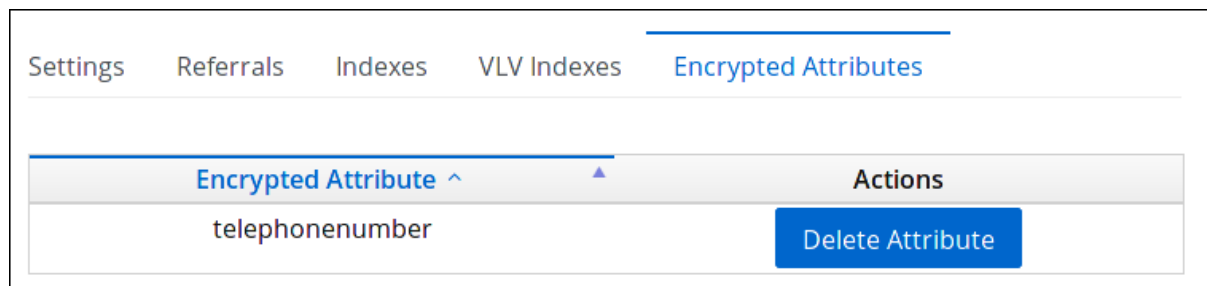 Settings Referrals Indexes VLV Indexes Encrypted Attributes
Encrypted Attribute Actions
telephonenumber Delete Attribute